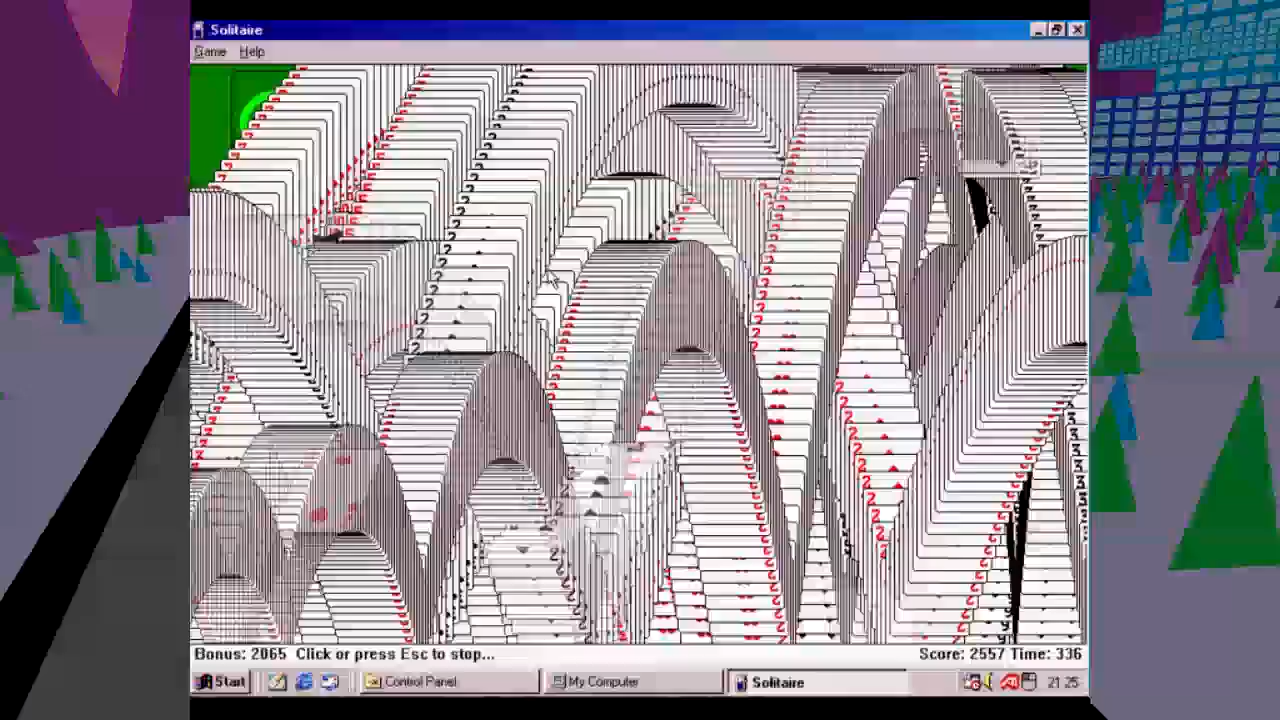 Solitaire
Game Help
Bonus: 2065 Click or press Esc to stop... Score: 2557 Time: 336
Start Control Panel My Computer Solitaire 21:25